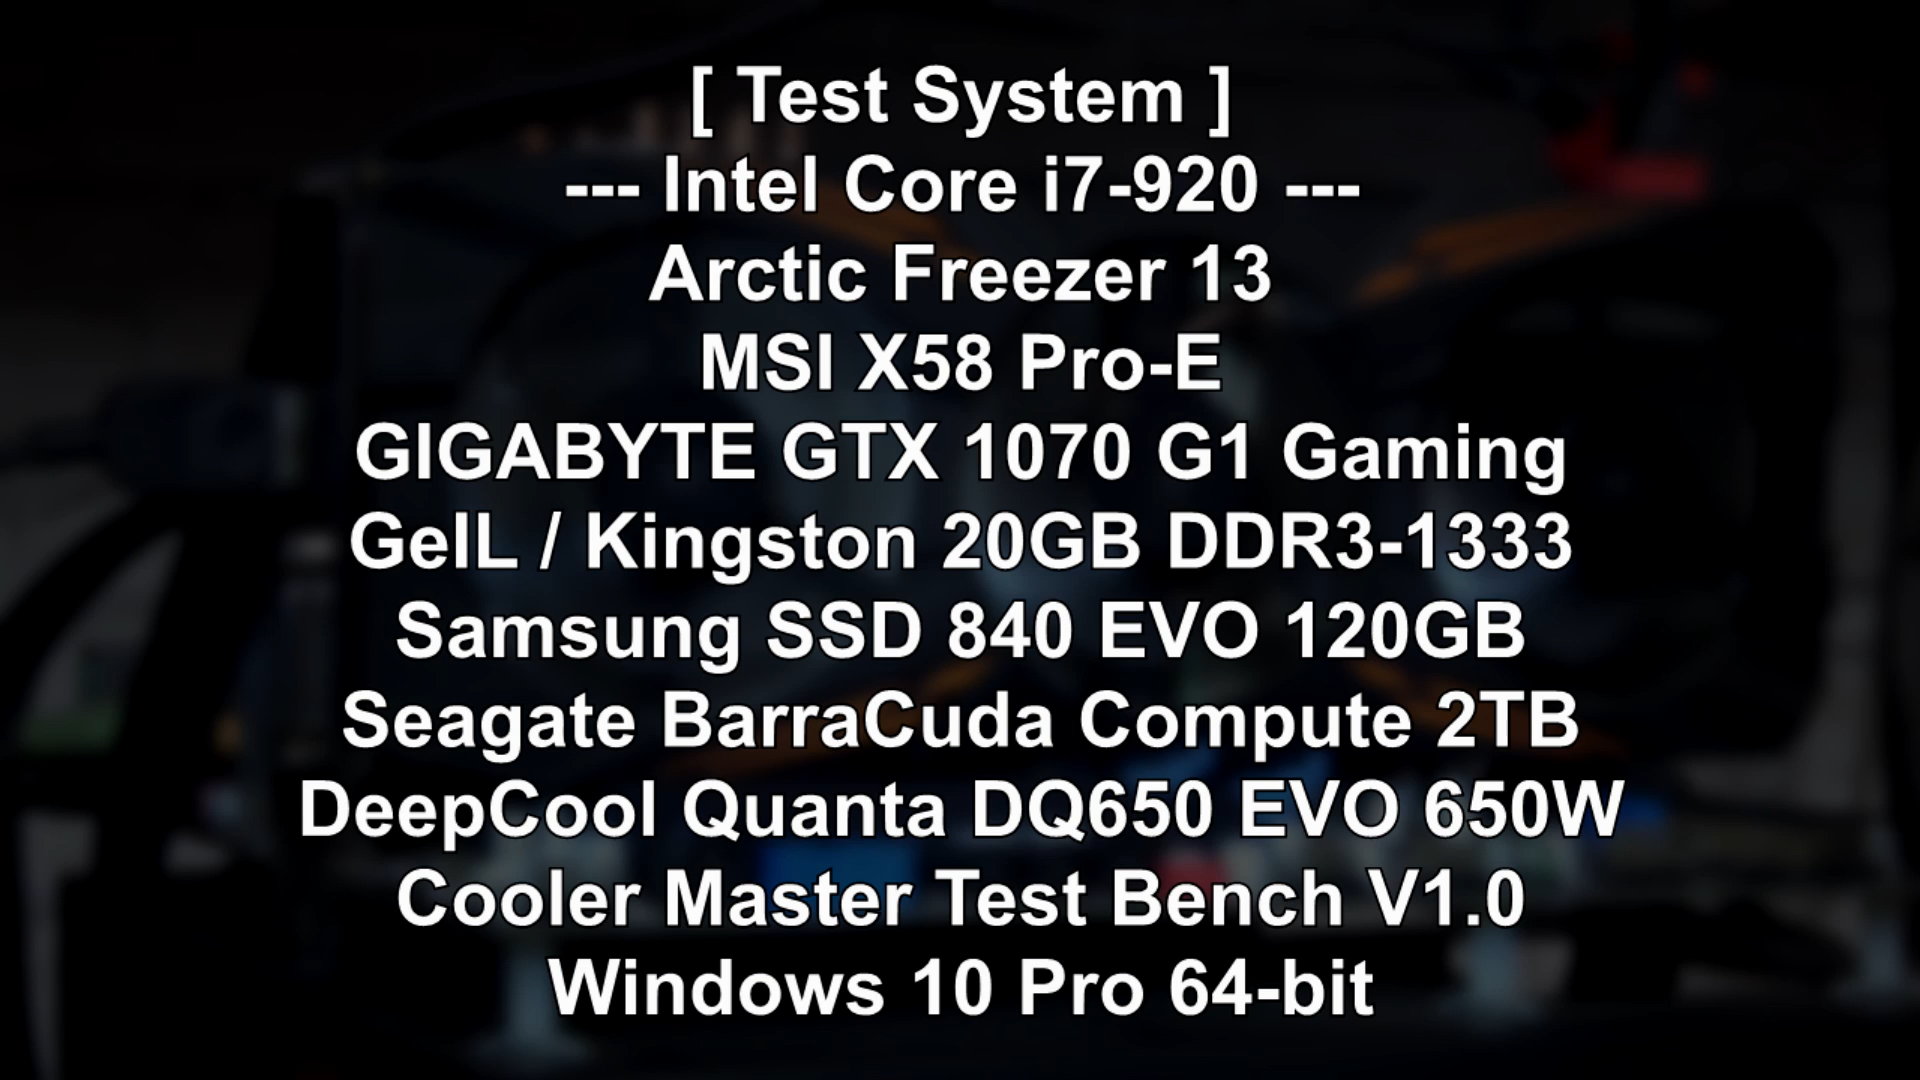 [ Test System ]
--- Intel Core i7-920 ---
Arctic Freezer 13
MSI X58 Pro-E
GIGABYTE GTX 1070 G1 Gaming
GeIL / Kingston 20GB DDR3-1333
Samsung SSD 840 EVO 120GB
Seagate BarraCuda Compute 2TB
DeepCool Quanta DQ650 EVO 650W
Cooler Master Test Bench V1.0
Windows 10 Pro 64-bit